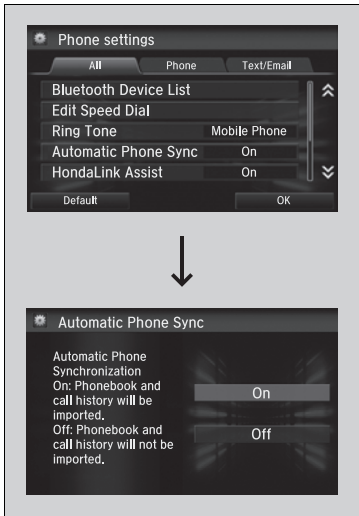 Phone settings
All Phone Text/Email
Bluetooth Device List
Edit Speed Dial
Ring Tone Mobile Phone
Automatic Phone Sync On
HondaLink Assist On
Default OK
Automatic Phone Sync
Automatic Phone
Synchronization
On: Phonebook and
call history will be
imported.
Off: Phonebook and
call history will not be
imported.
On
Off